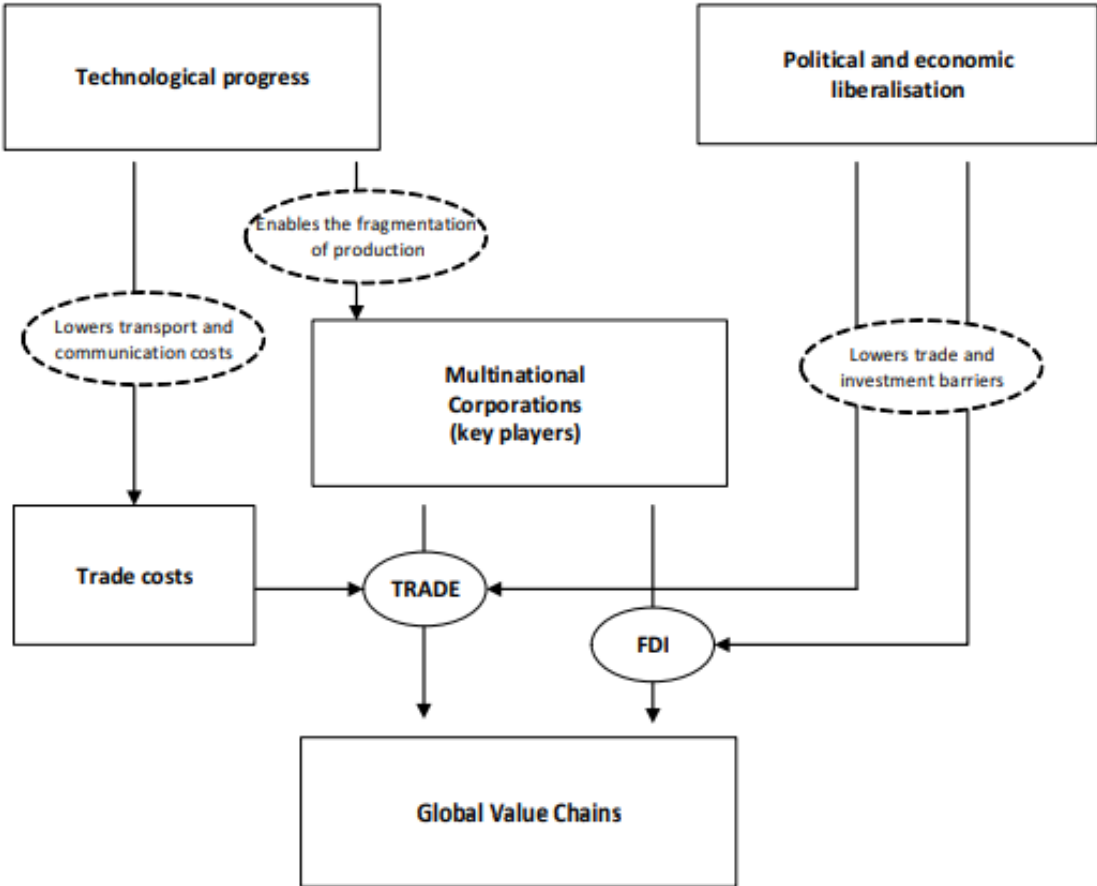 Technological progress
Political and economic
liberalisation
Enables the fragmentation
of production
Lowers transport and
communication costs
Lowers trade and
investment barriers
Multinational
Corporations
(key players)
Trade costs
TRADE
FDI
Global Value Chains